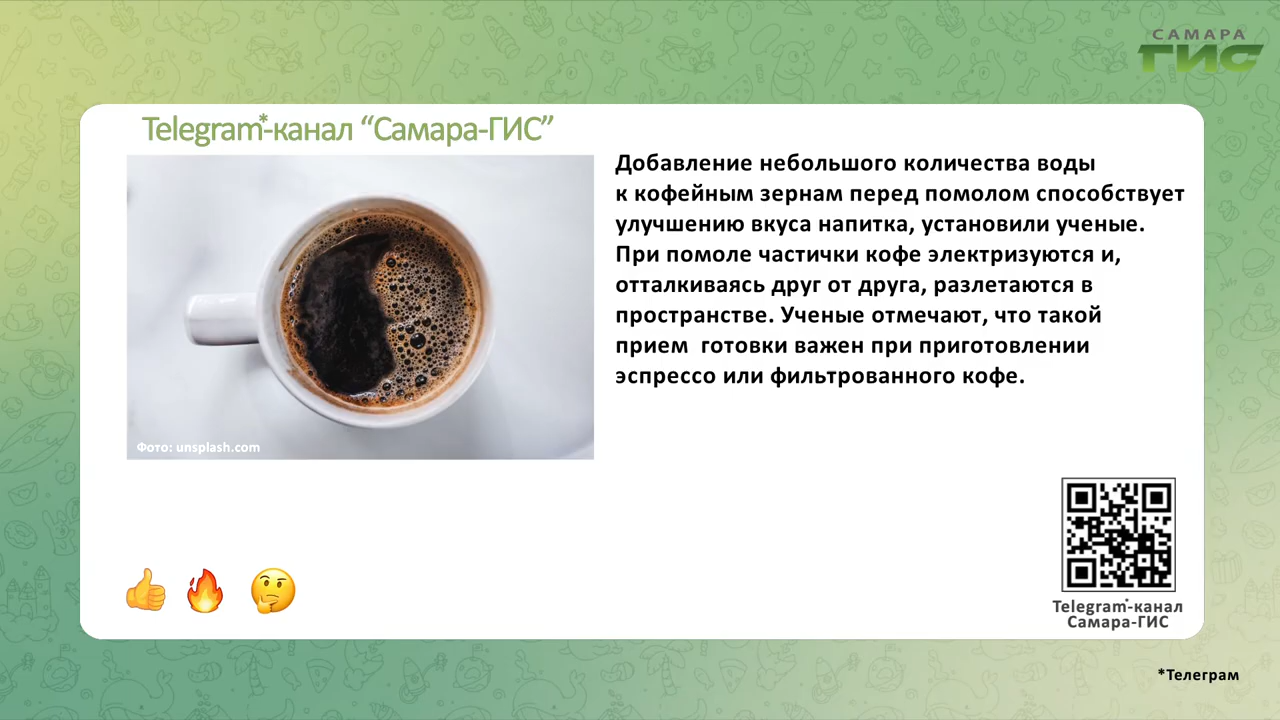 САМАРА
ГИС
Telegram*-канал “Самара-ГИС”
Добавление небольшого количества воды
к кофейным зернам перед помолом способствует
улучшению вкуса напитка, установили ученые.
При помоле частички кофе электризуются и,
отталкиваясь друг от друга, разлетаются в
пространстве. Ученые отмечают, что такой
прием  готовки важен при приготовлении
эспрессо или фильтрованного кофе.
Фото: unsplash.com
Telegram*-канал
Самара-ГИС
*Телеграм